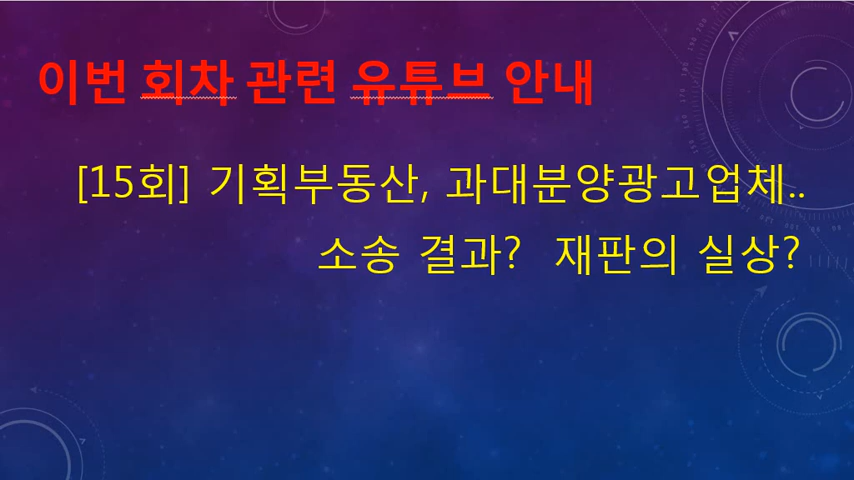 이번 회차 관련 유튜브 안내
[15회] 기획부동산, 과대분양광고업체..
소송 결과? 재판의 실상?